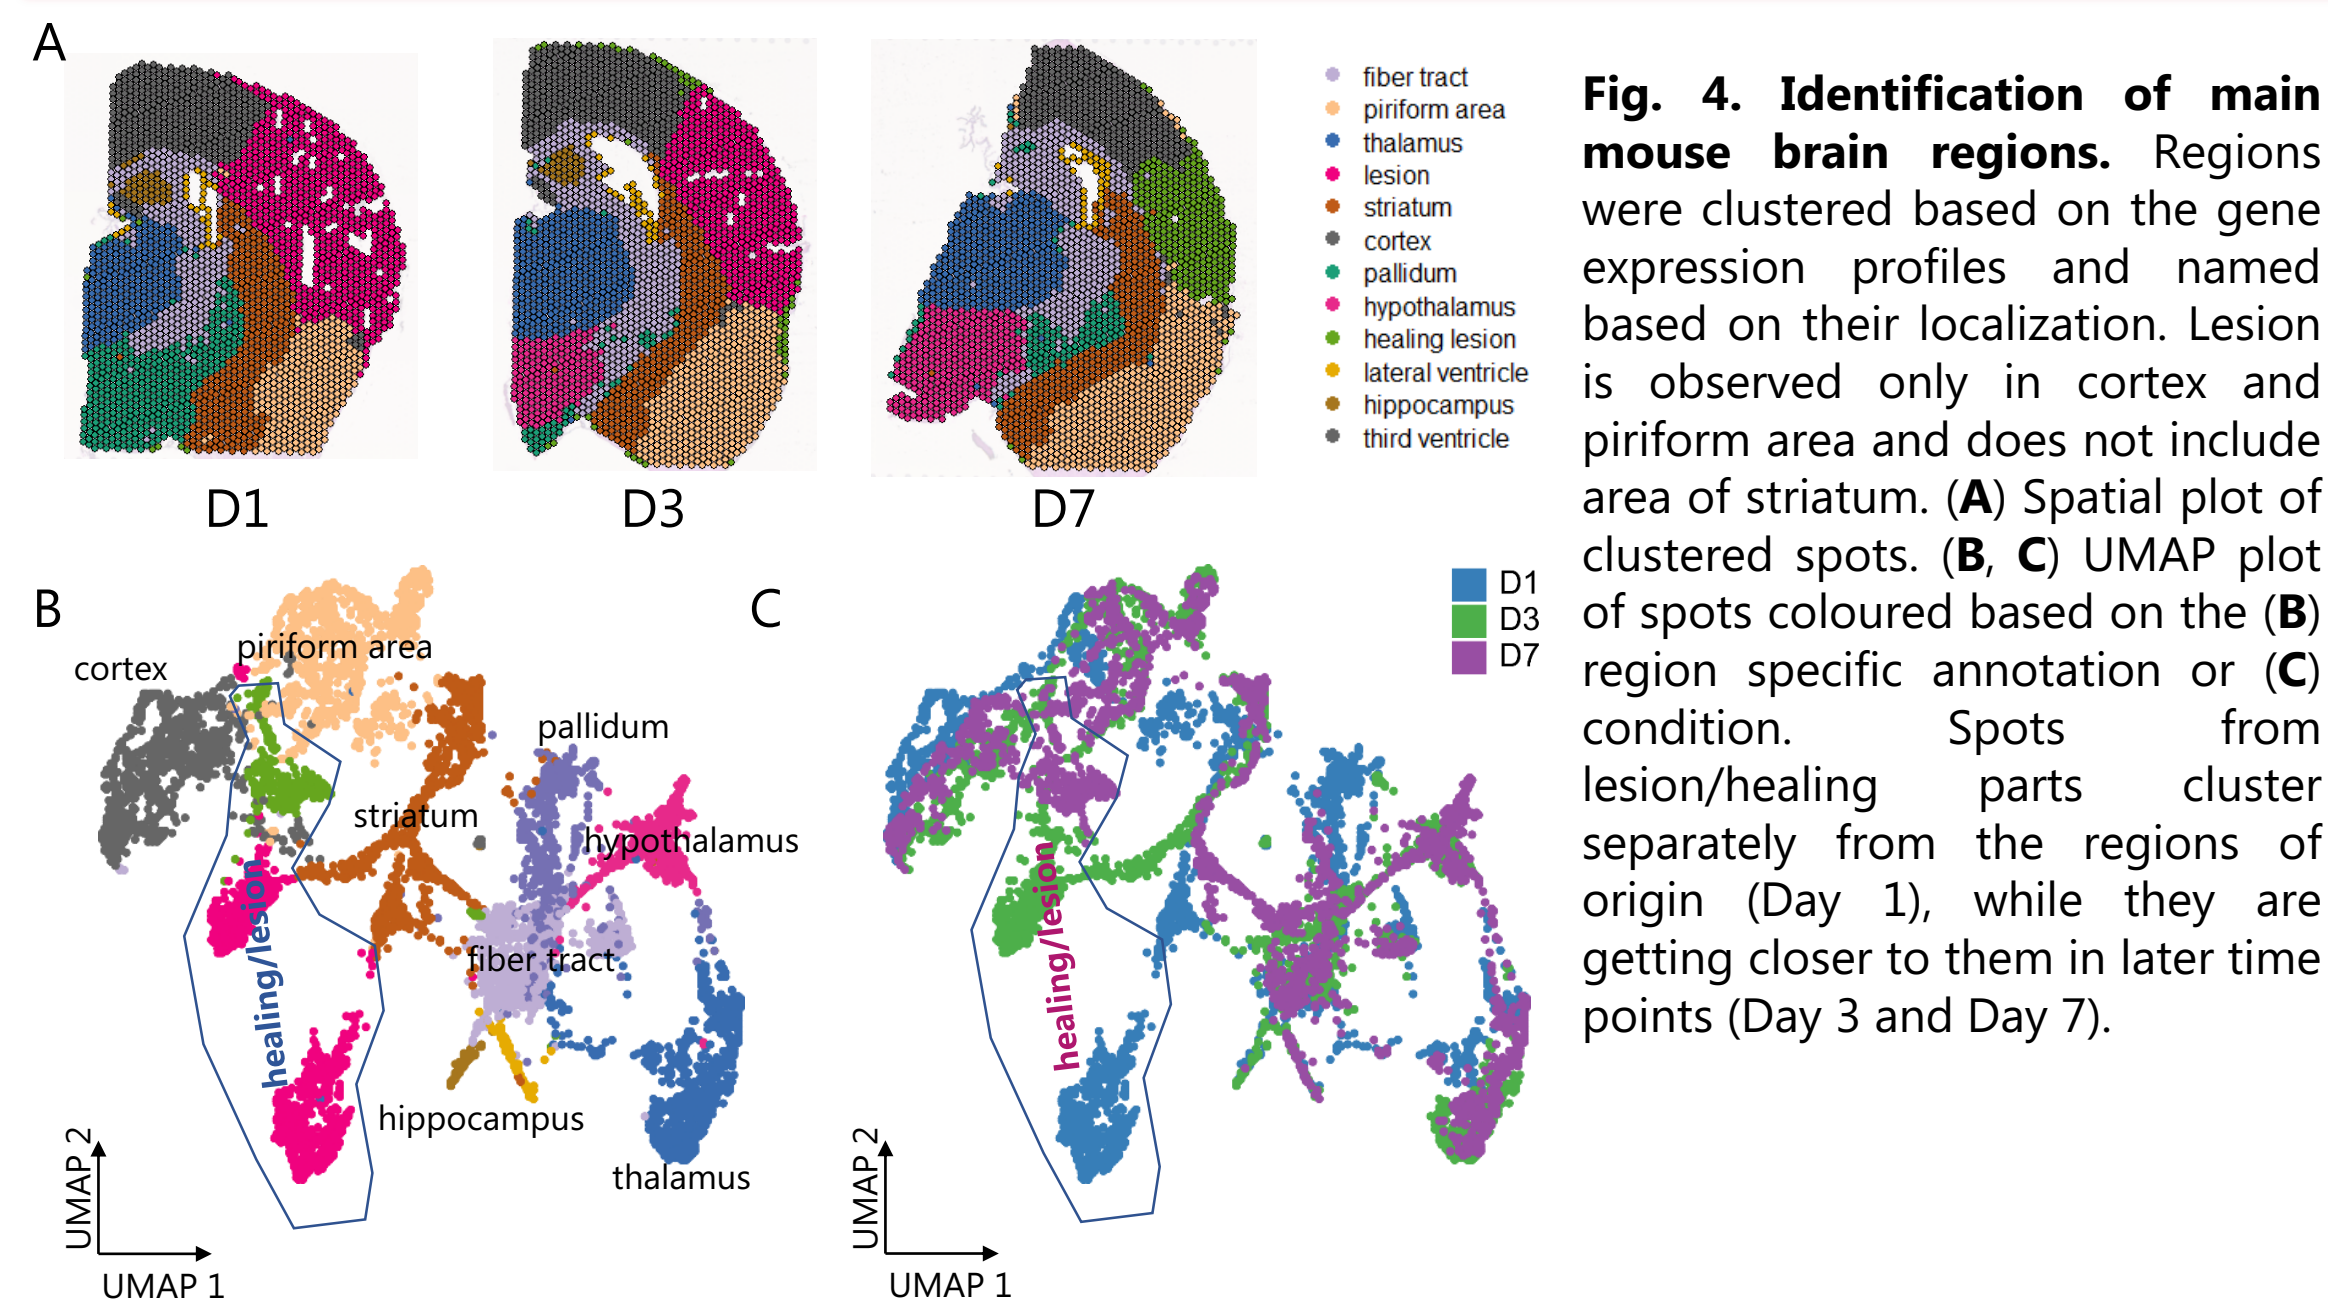 A
D1
D3
D7
fiber tract
piriform area
thalamus
lesion
striatum
cortex
pallidum
hypothalamus
healing lesion
lateral ventricle
hippocampus
third ventricle
Fig. 4. Identification of main
mouse brain regions. Regions
were clustered based on the gene
expression profiles and named
based on their localization. Lesion
is observed only in cortex and
piriform area and does not include
area of striatum. (A) Spatial plot of
clustered spots. (B, C) UMAP plot
of spots coloured based on the (B)
region specific annotation or (C)
condition. Spots from
lesion/healing parts cluster
separately from the regions of
origin (Day 1), while they are
getting closer to them in later time
points (Day 3 and Day 7).
B
cortex
piriform area
pallidum
striatum
hypothalamus
healing/lesion
fiber tract
hippocampus
thalamus
UMAP 2
UMAP 1
C
D1
D3
D7
healing/lesion
UMAP 2
UMAP 1